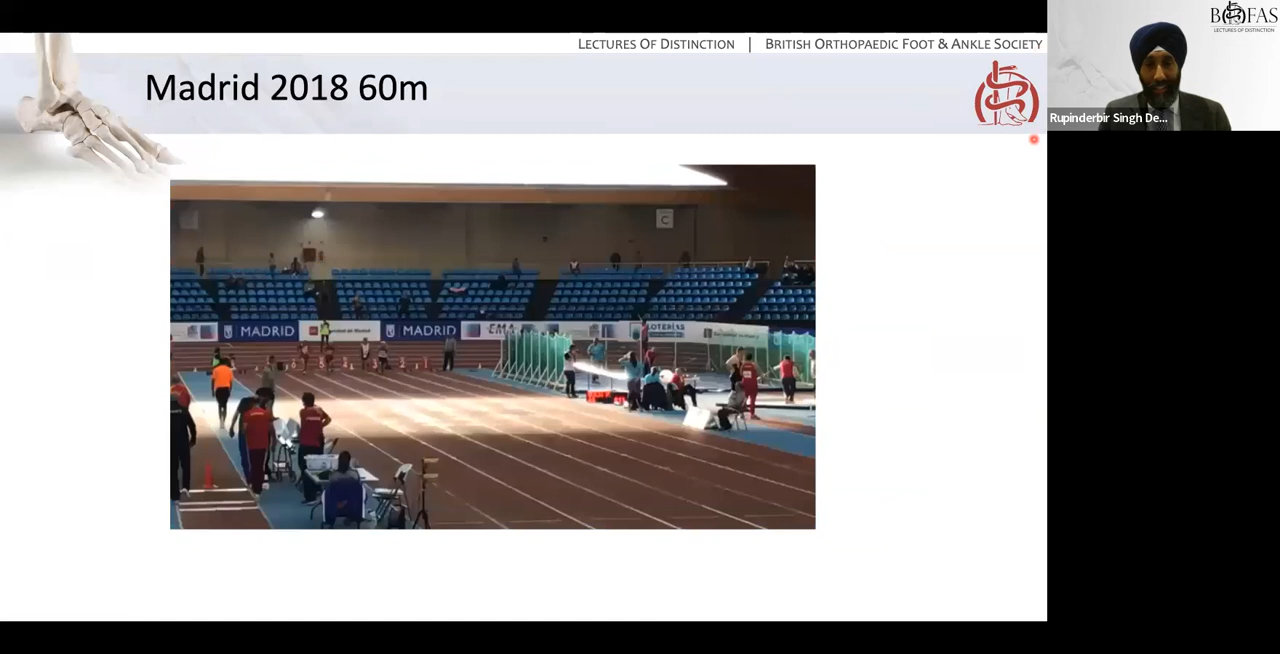 LECTURES OF DISTINCTION | BRITISH ORTHOPAEDIC FOOT & ANKLE SOCIETY
BOFAS
LECTURES OF DISTINCTION
Madrid 2018 60m
Rupinderbir Singh De...
C
MADRID
MADRID